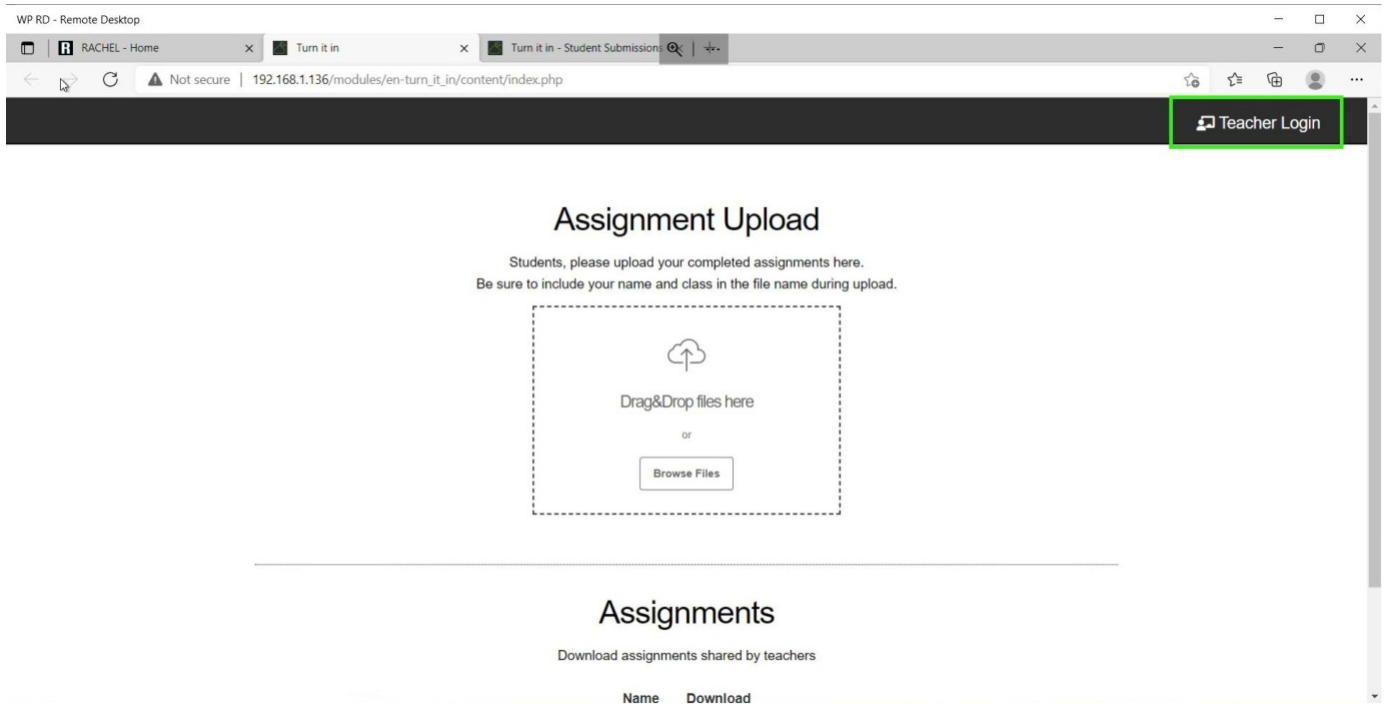 WP RD - Remote Desktop
RACHEL - Home
Turn it in
Turn it in - Student Submissions
Not secure | 192.168.1.136/modules/en-turn_it_in/content/index.php
Teacher Login
Assignment Upload
Students, please upload your completed assignments here.
Be sure to include your name and class in the file name during upload.
Drag&Drop files here
or
Browse Files
Assignments
Download assignments shared by teachers
Name Download